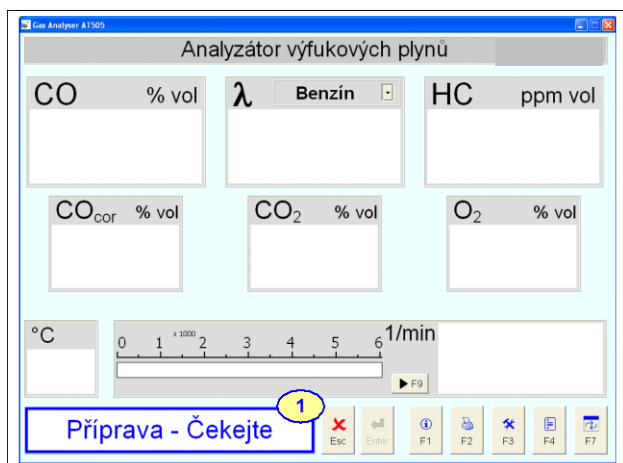 Gas Analyser AT505
Analyzátor výfukových plynů
CO % vol
λ Benzín
HC ppm vol
COcor % vol
CO2 % vol
O2 % vol
°C
0 1 x 1000 2 3 4 5 6 1/min
F9
1
Příprava - Čekejte
Esc Enter F1 F2 F3 F4 F7